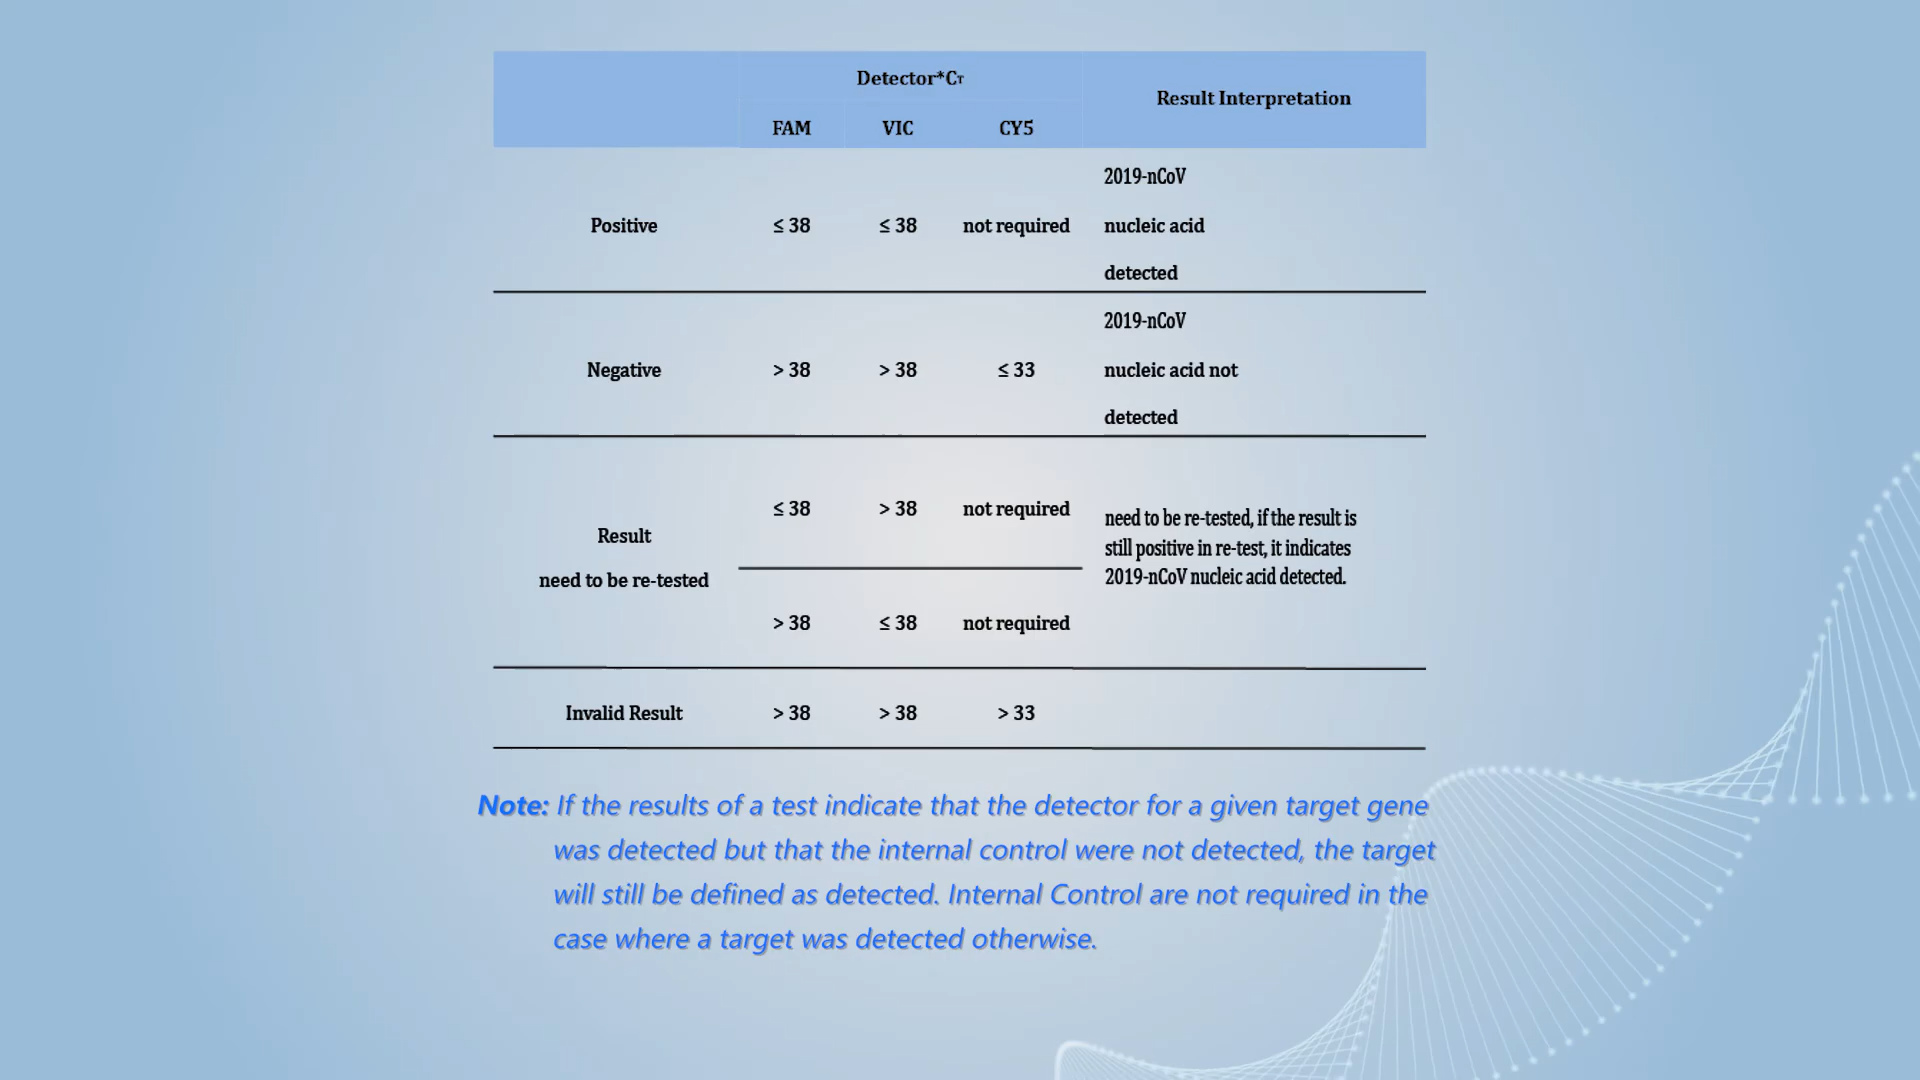 Detector*CT
Result Interpretation
FAM VIC CY5
2019-nCoV
Positive ≤ 38 ≤ 38 not required nucleic acid
detected
2019-nCoV
Negative > 38 > 38 ≤ 33 nucleic acid not
detected
≤ 38 > 38 not required
Result
need to be re-tested
need to be re-tested, if the result is
still positive in re-test, it indicates
2019-nCoV nucleic acid detected.
> 38 ≤ 38 not required
Invalid Result > 38 > 38 > 33
Note: If the results of a test indicate that the detector for a given target gene
was detected but that the internal control were not detected, the target
will still be defined as detected. Internal Control are not required in the
case where a target was detected otherwise.